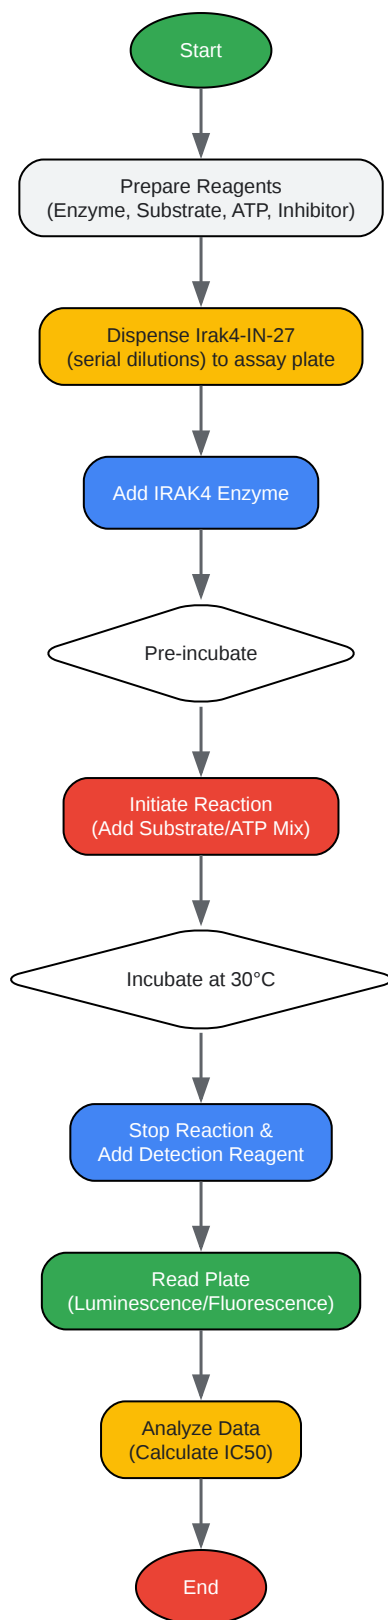 Start
Prepare Reagents
(Enzyme, Substrate, ATP, Inhibitor)
Dispense Irak4-IN-27
(serial dilutions) to assay plate
Add IRAK4 Enzyme
Pre-incubate
Initiate Reaction
(Add Substrate/ATP Mix)
Incubate at 30°C
Stop Reaction &
Add Detection Reagent
Read Plate
(Luminescence/Fluorescence)
Analyze Data
(Calculate IC50)
End